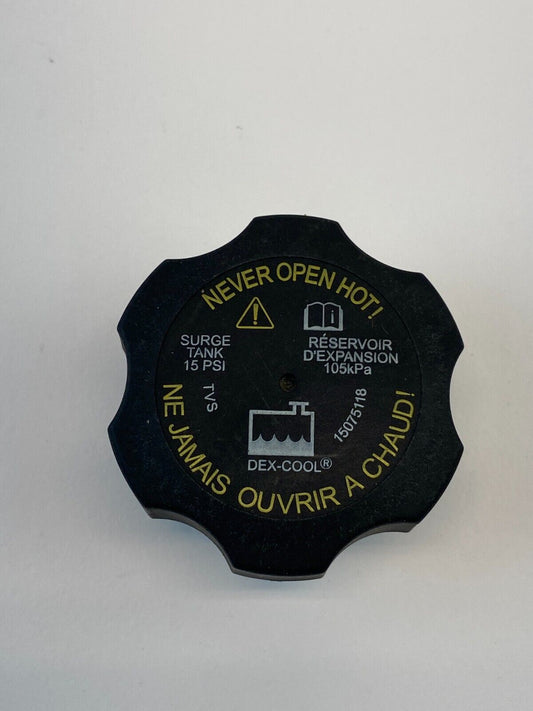 NEVER OPEN HOT!
SURGE
TANK
15 PSI
RÉSERVOIR
D'EXPANSION
105kPa
TVS
15075118
DEX-COOL®
NE JAMAIS OUVRIR A CHAUD!